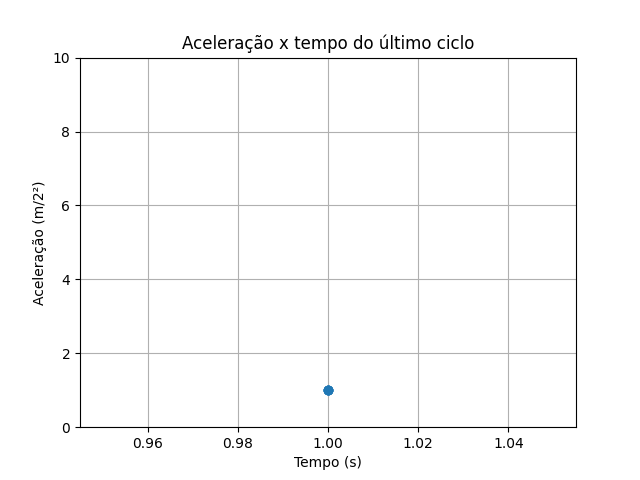 Aceleração x tempo do último ciclo
10
8
6
4
2
0
Aceleração (m/2²)
0.96 0.98 1.00 1.02 1.04
Tempo (s)